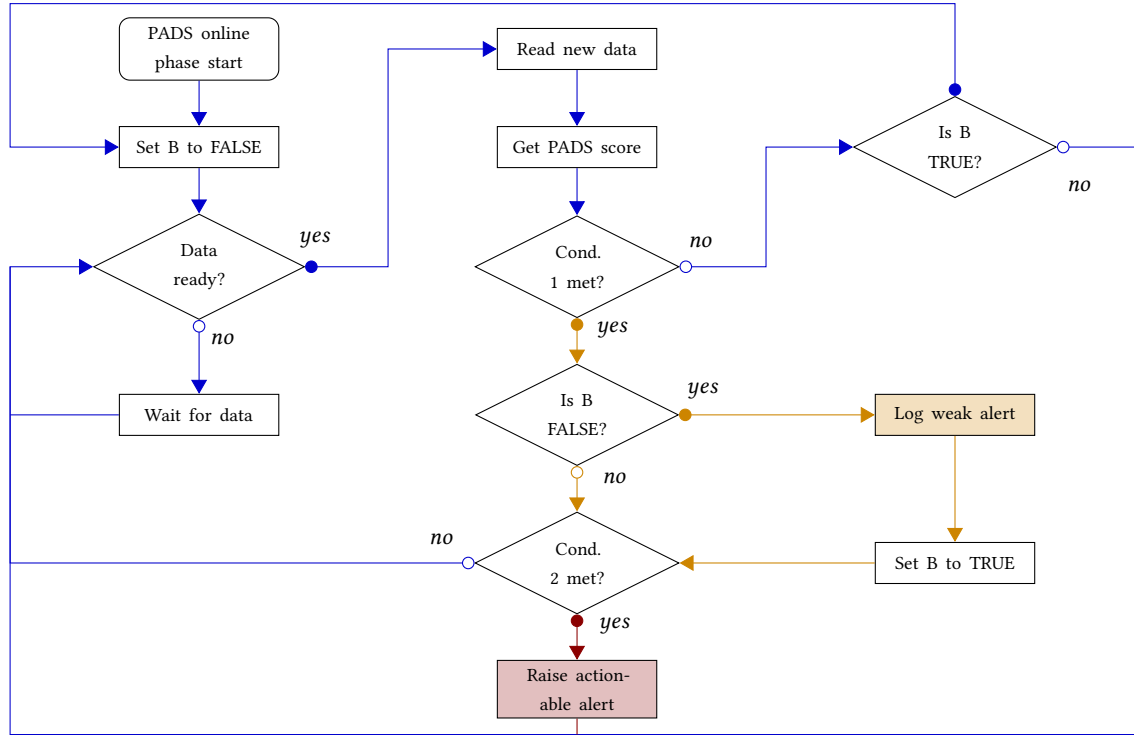 PADS online
phase start
Set B to FALSE
Data
ready?
yes
no
Wait for data
Read new data
Get PADS score
Cond.
1 met?
no
yes
Is B
TRUE?
no
Is B
FALSE?
yes
no
Log weak alert
Set B to TRUE
Cond.
2 met?
no
yes
Raise action-
able alert